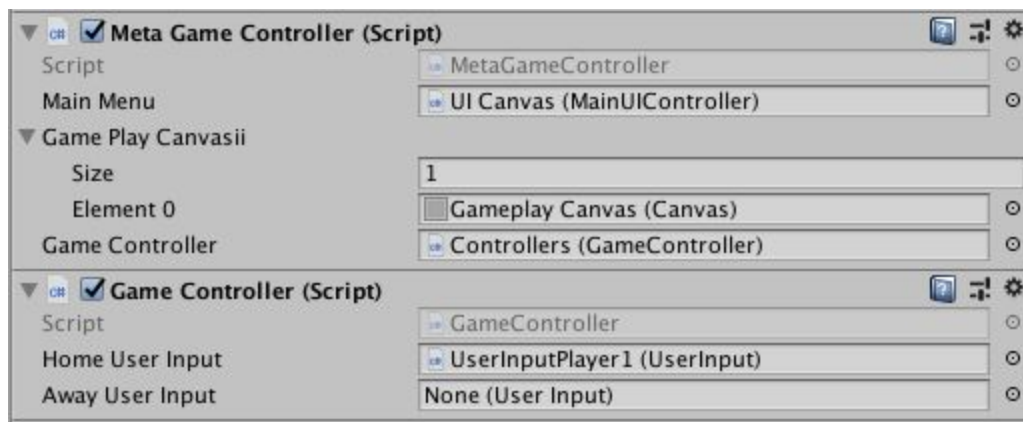 Meta Game Controller (Script)
Script MetaGameController
Main Menu UI Canvas (MainUIController)
Game Play Canvasii
Size 1
Element 0 Gameplay Canvas (Canvas)
Game Controller Controllers (GameController)
Game Controller (Script)
Script GameController
Home User Input UserInputPlayer1 (UserInput)
Away User Input None (User Input)